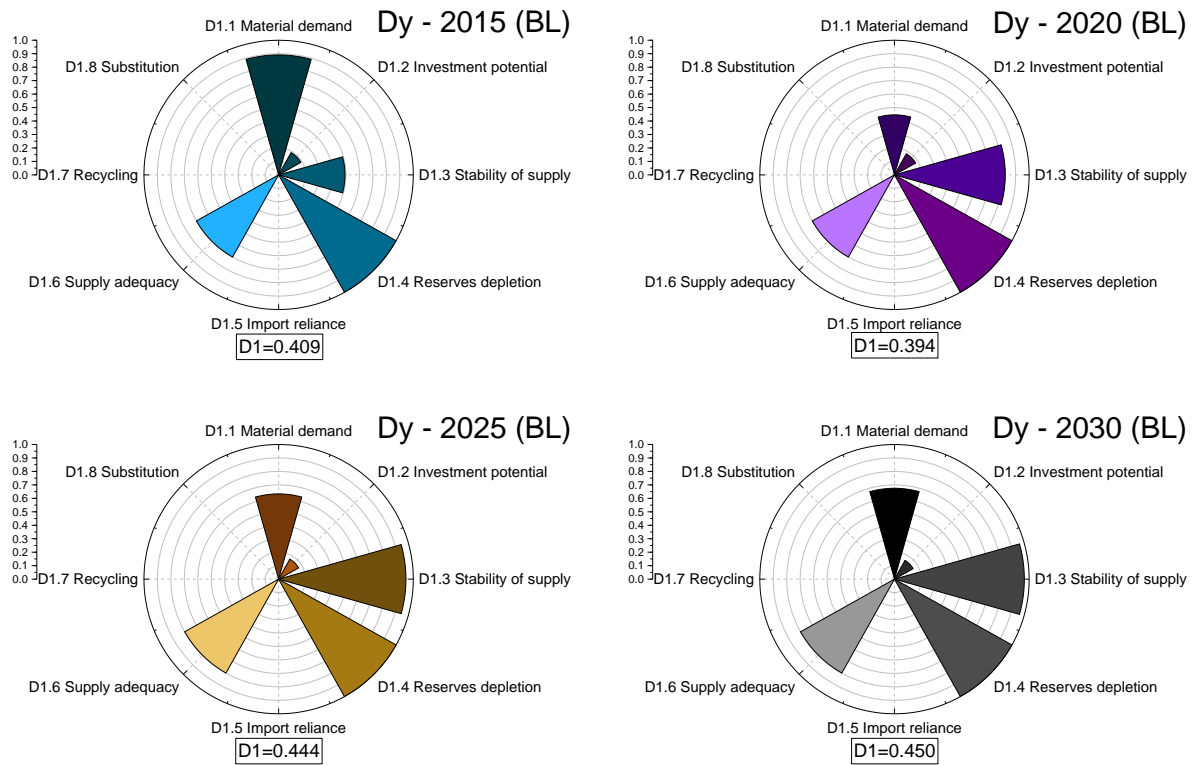 Dy - 2015 (BL)
D1.1 Material demand
D1.8 Substitution
D1.2 Investment potential
1.0
0.9
0.8
0.7
0.6
0.5
0.4
0.3
0.2
0.1
0.0
D1.7 Recycling
D1.3 Stability of supply
D1.6 Supply adequacy
D1.4 Reserves depletion
D1.5 Import reliance
D1=0.409
Dy - 2020 (BL)
D1.1 Material demand
D1.8 Substitution
D1.2 Investment potential
1.0
0.9
0.8
0.7
0.6
0.5
0.4
0.3
0.2
0.1
0.0
D1.7 Recycling
D1.3 Stability of supply
D1.6 Supply adequacy
D1.4 Reserves depletion
D1.5 Import reliance
D1=0.394
Dy - 2025 (BL)
D1.1 Material demand
D1.8 Substitution
D1.2 Investment potential
1.0
0.9
0.8
0.7
0.6
0.5
0.4
0.3
0.2
0.1
0.0
D1.7 Recycling
D1.3 Stability of supply
D1.6 Supply adequacy
D1.4 Reserves depletion
D1.5 Import reliance
D1=0.444
Dy - 2030 (BL)
D1.1 Material demand
D1.8 Substitution
D1.2 Investment potential
1.0
0.9
0.8
0.7
0.6
0.5
0.4
0.3
0.2
0.1
0.0
D1.7 Recycling
D1.3 Stability of supply
D1.6 Supply adequacy
D1.4 Reserves depletion
D1.5 Import reliance
D1=0.450